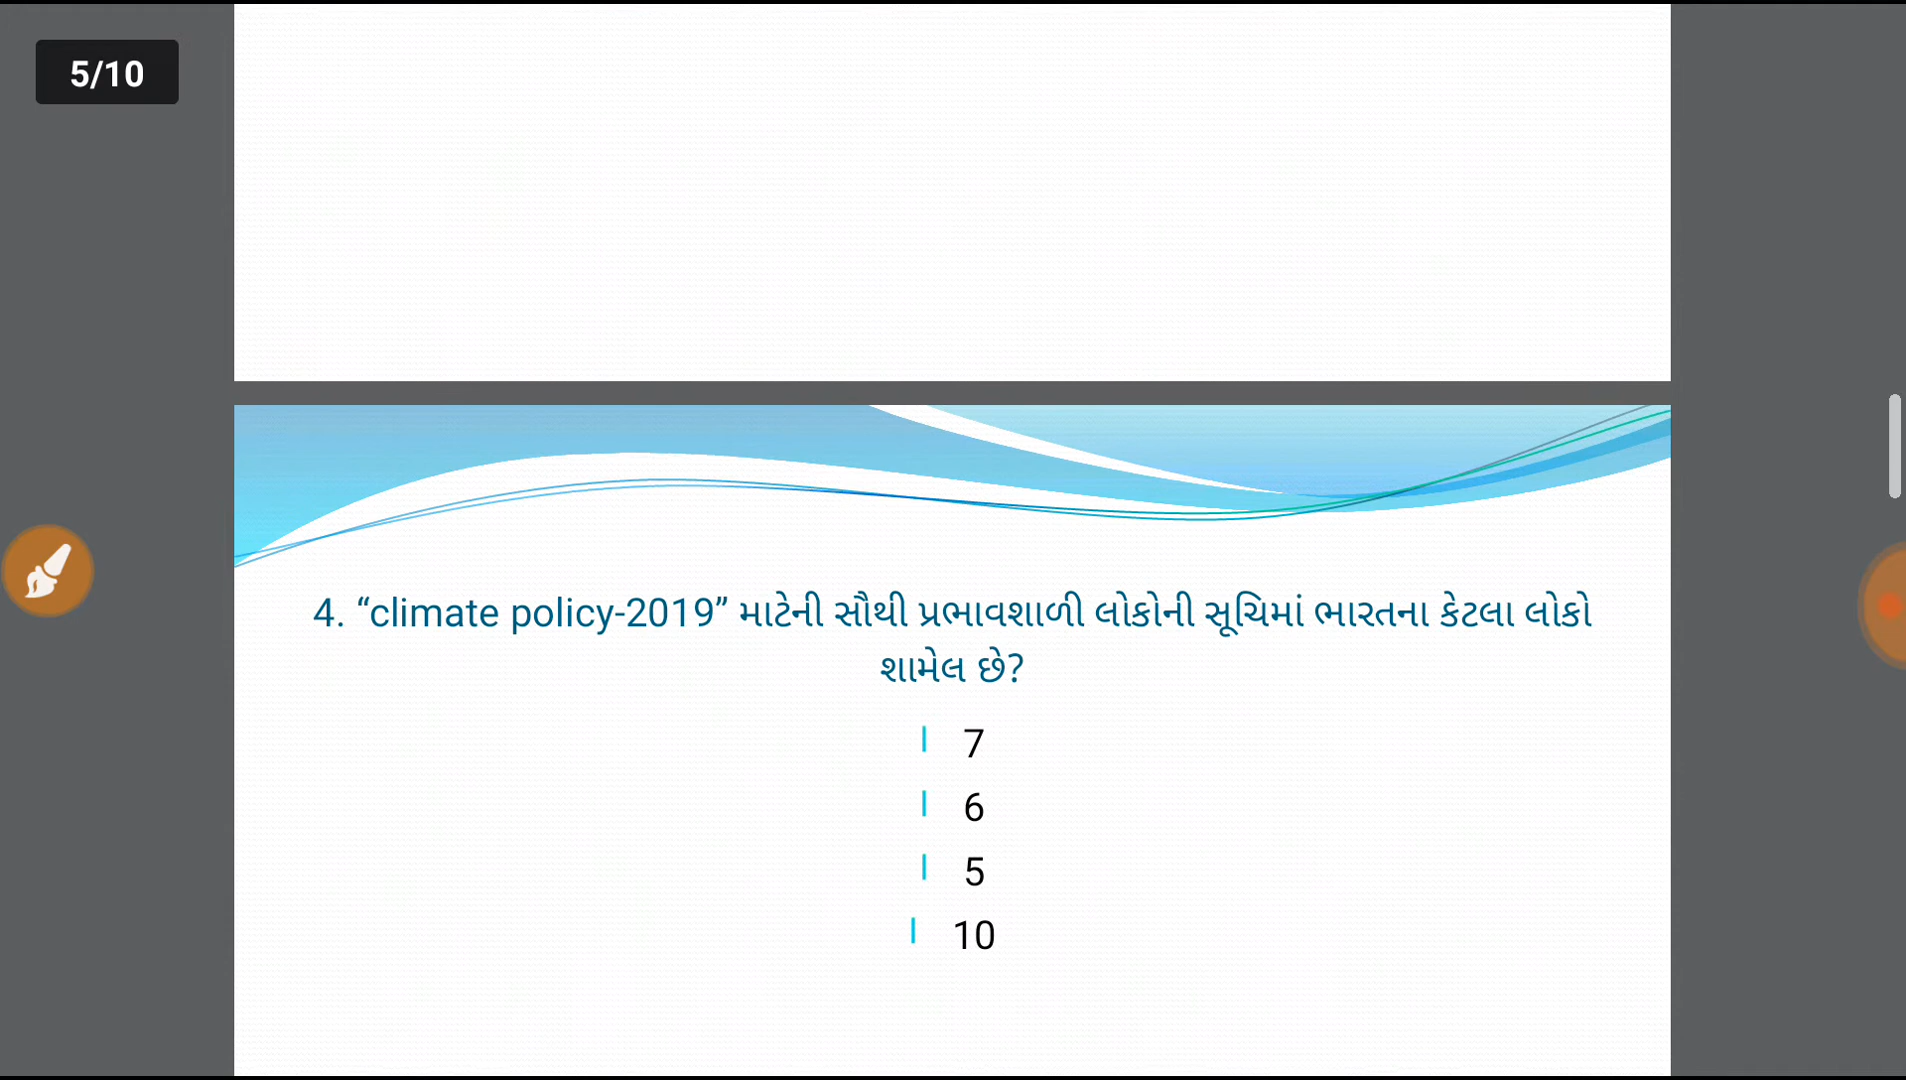 5/10
4. “climate policy-2019” માટેની સૌથી પ્રભાવશાળી લોકોની સૂચિમાં ભારતના કેટલા લોકો
શામેલ છે?
7
6
5
10